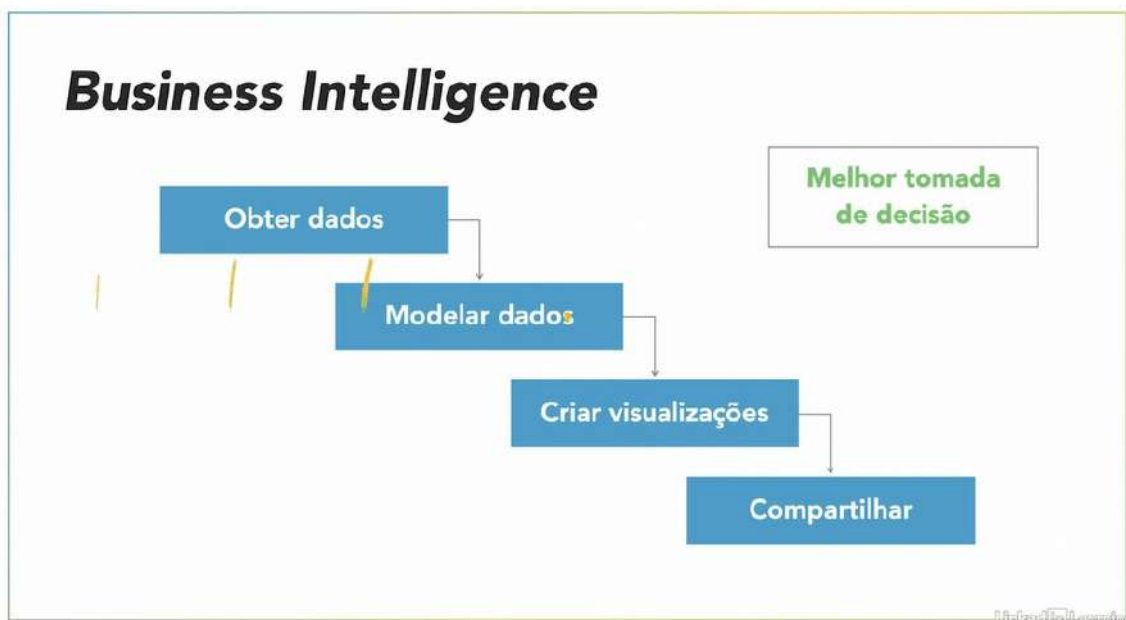 Business Intelligence
Melhor tomada
de decisão
Obter dados
Modelar dados
Criar visualizações
Compartilhar